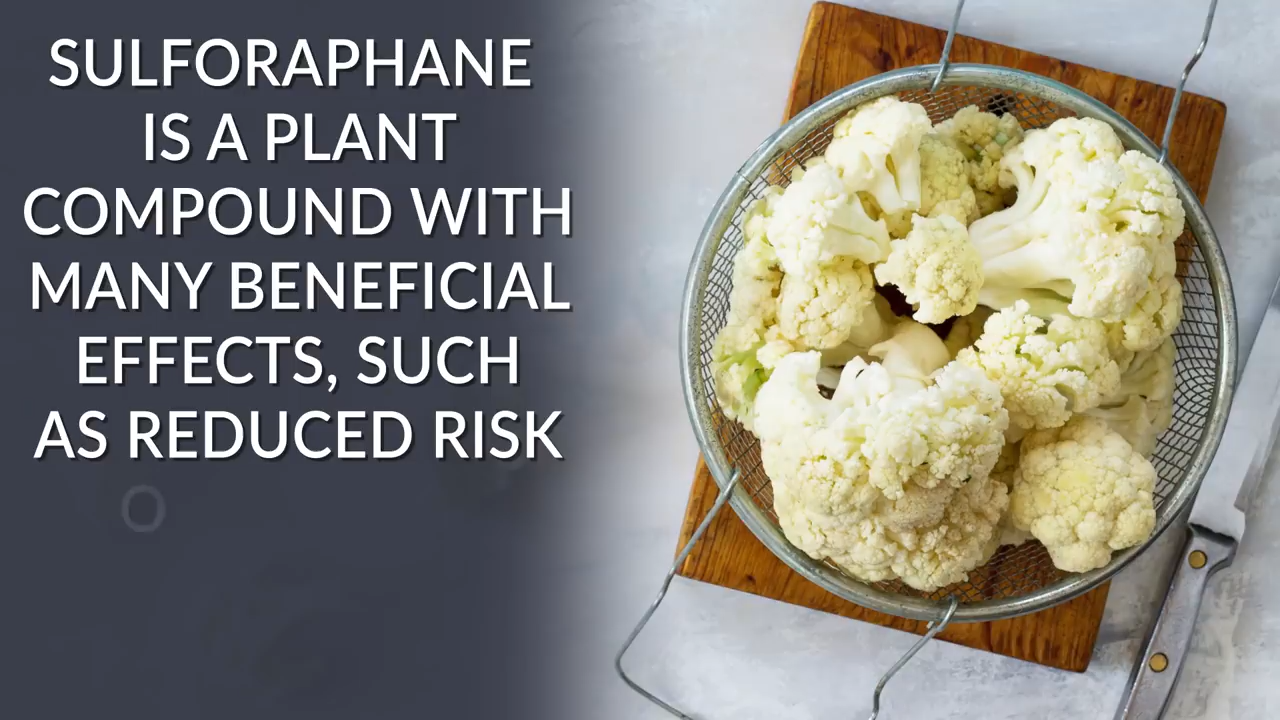 SULFORAPHANE
IS A PLANT
COMPOUND WITH
MANY BENEFICIAL
EFFECTS, SUCH
AS REDUCED RISK
O